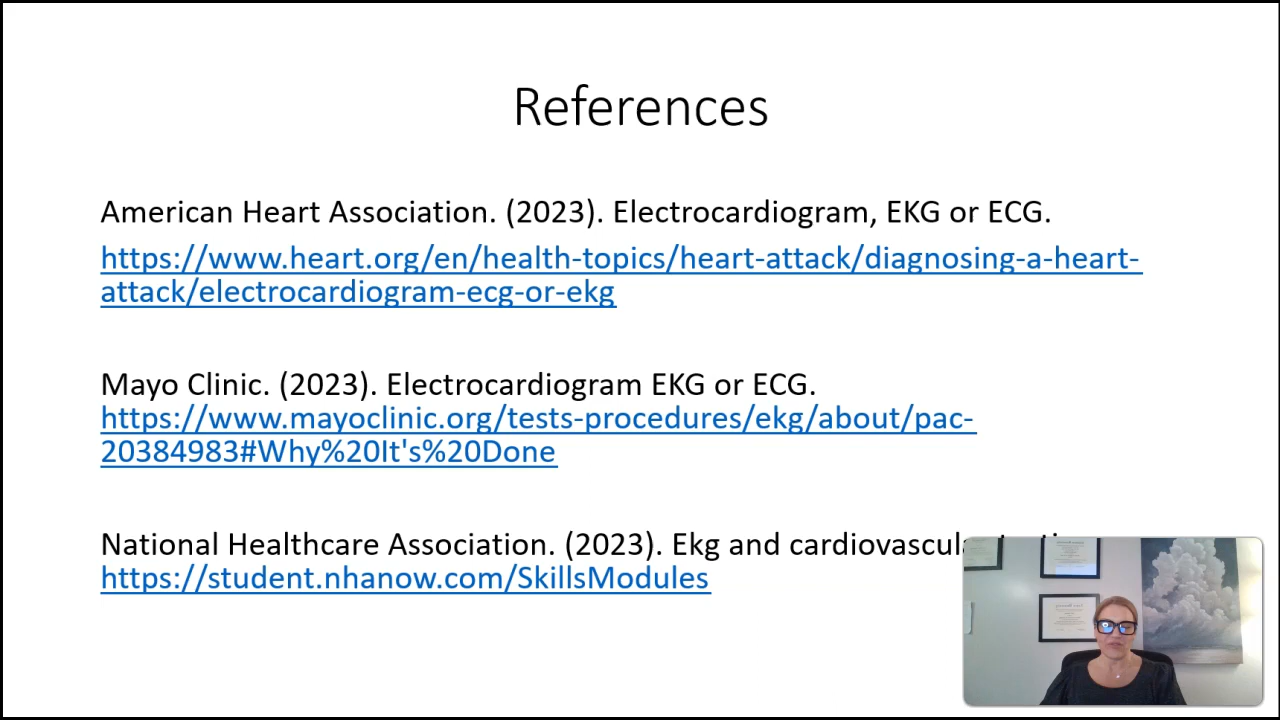 References
American Heart Association. (2023). Electrocardiogram, EKG or ECG.
https://www.heart.org/en/health-topics/heart-attack/diagnosing-a-heart-
attack/electrocardiogram-ecg-or-ekg
Mayo Clinic. (2023). Electrocardiogram EKG or ECG.
https://www.mayoclinic.org/tests-procedures/ekg/about/pac-
20384983#Why%20It's%20Done
National Healthcare Association. (2023). Ekg and
https://student.nhanow.com/SkillsModules